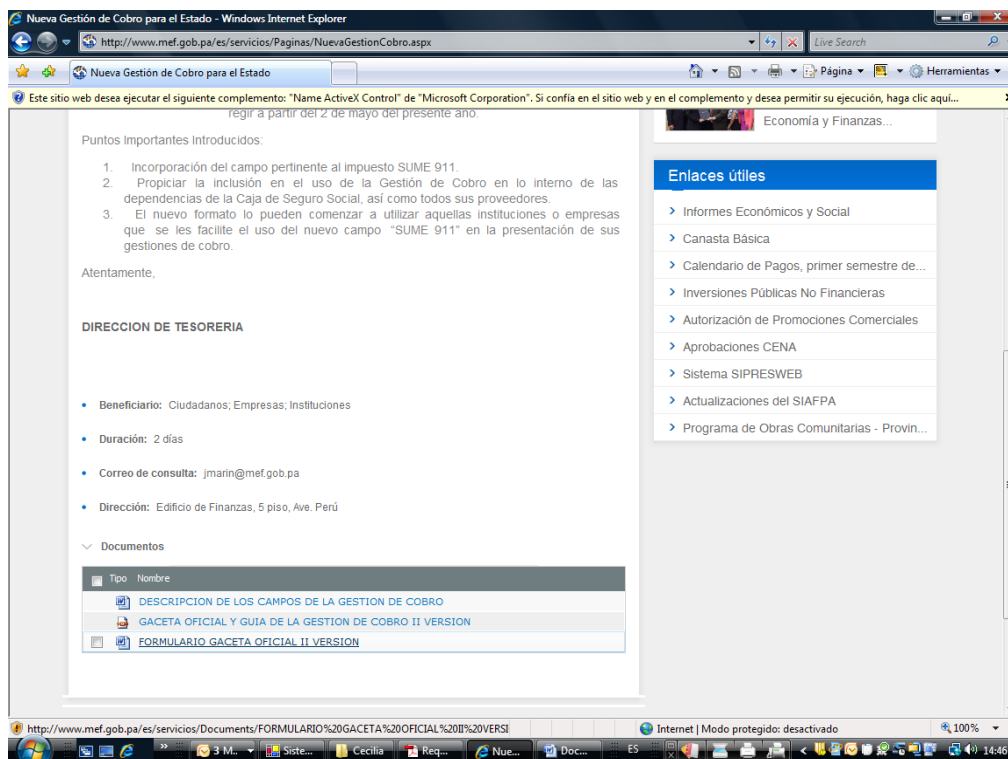 Nueva Gestión de Cobro para el Estado - Windows Internet Explorer
http://www.mef.gob.pa/es/servicios/Paginas/NuevaGestionCobro.aspx
Live Search
Nueva Gestión de Cobro para el Estado
Página
Herramientas
Este sitio web desea ejecutar el siguiente complemento: "Name ActiveX Control" de "Microsoft Corporation". Si confía en el sitio web y en el complemento y desea permitir su ejecución, haga clic aquí...
regir a partir del 2 de mayo del presente año.
Puntos Importantes Introducidos:
1. Incorporación del campo pertinente al impuesto SUME 911.
2. Propiciar la inclusión en el uso de la Gestión de Cobro en lo interno de las
dependencias de la Caja de Seguro Social, así como todos sus proveedores.
3. El nuevo formato lo pueden comenzar a utilizar aquellas instituciones o empresas
que se les facilite el uso del nuevo campo "SUME 911" en la presentación de sus
gestiones de cobro.
Atentamente,
DIRECCION DE TESORERIA
• Beneficiario: Ciudadanos; Empresas; Instituciones
• Duración: 2 días
• Correo de consulta: jmarin@mef.gob.pa
• Dirección: Edificio de Finanzas, 5 piso, Ave. Perú
Documentos
Tipo Nombre
DESCRIPCION DE LOS CAMPOS DE LA GESTION DE COBRO
GACETA OFICIAL Y GUIA DE LA GESTION DE COBRO II VERSION
FORMULARIO GACETA OFICIAL II VERSION
Economía y Finanzas...
Enlaces útiles
Informes Económicos y Social
Canasta Básica
Calendario de Pagos, primer semestre de...
Inversiones Públicas No Financieras
Autorización de Promociones Comerciales
Aprobaciones CENA
Sistema SIPRESWEB
Actualizaciones del SIAFPA
Programa de Obras Comunitarias - Provin...
http://www.mef.gob.pa/es/servicios/Documents/FORMULARIO%20GACETA%20OFICIAL%20II%20VERSI
Internet | Modo protegido: desactivado
100%
3 M...
Siste...
Cecilia
Req...
Nue...
Doc...
ES
14:46